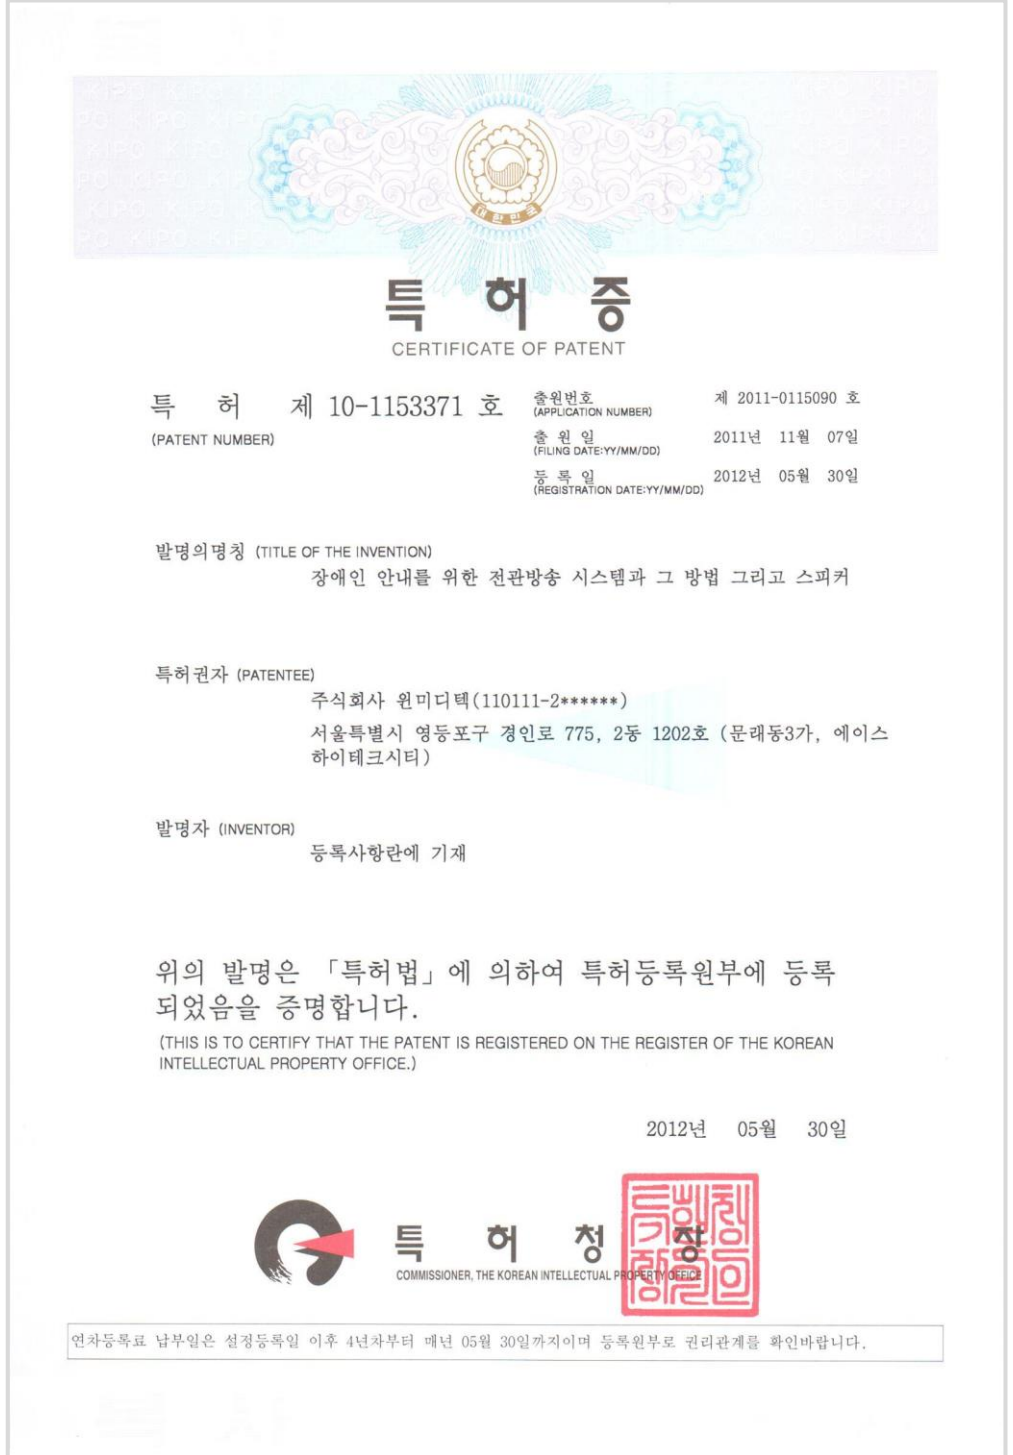 대한민국
특 허 증
CERTIFICATE OF PATENT
특 허 제 10-1153371 호
(PATENT NUMBER)
출원번호 제 2011-0115090 호
(APPLICATION NUMBER)
출 원 일 2011년 11월 07일
(FILING DATE:YY/MM/DD)
등 록 일 2012년 05월 30일
(REGISTRATION DATE:YY/MM/DD)
발명의명칭 (TITLE OF THE INVENTION)
장애인 안내를 위한 전관방송 시스템과 그 방법 그리고 스피커
특허권자 (PATENTEE)
주식회사 윈미디텍(110111-2******)
서울특별시 영등포구 경인로 775, 2동 1202호 (문래동3가, 에이스
하이테크시티)
발명자 (INVENTOR)
등록사항란에 기재
위의 발명은 「특허법」에 의하여 특허등록원부에 등록
되었음을 증명합니다.
(THIS IS TO CERTIFY THAT THE PATENT IS REGISTERED ON THE REGISTER OF THE KOREAN
INTELLECTUAL PROPERTY OFFICE.)
2012년 05월 30일
특 허 청 장
COMMISSIONER, THE KOREAN INTELLECTUAL PROPERTY OFFICE
연차등록료 납부일은 설정등록일 이후 4년차부터 매년 05월 30일까지이며 등록원부로 권리관계를 확인바랍니다.